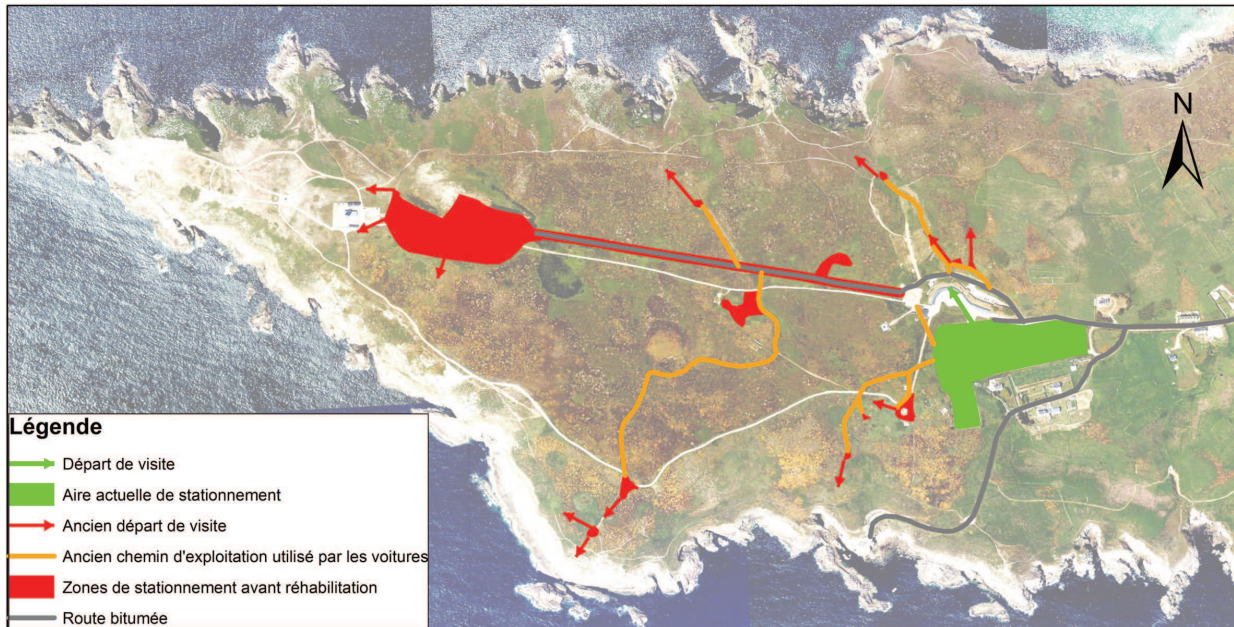 N
Légende
Départ de visite
Aire actuelle de stationnement
Ancien départ de visite
Ancien chemin d'exploitation utilisé par les voitures
Zones de stationnement avant réhabilitation
Route bitumée